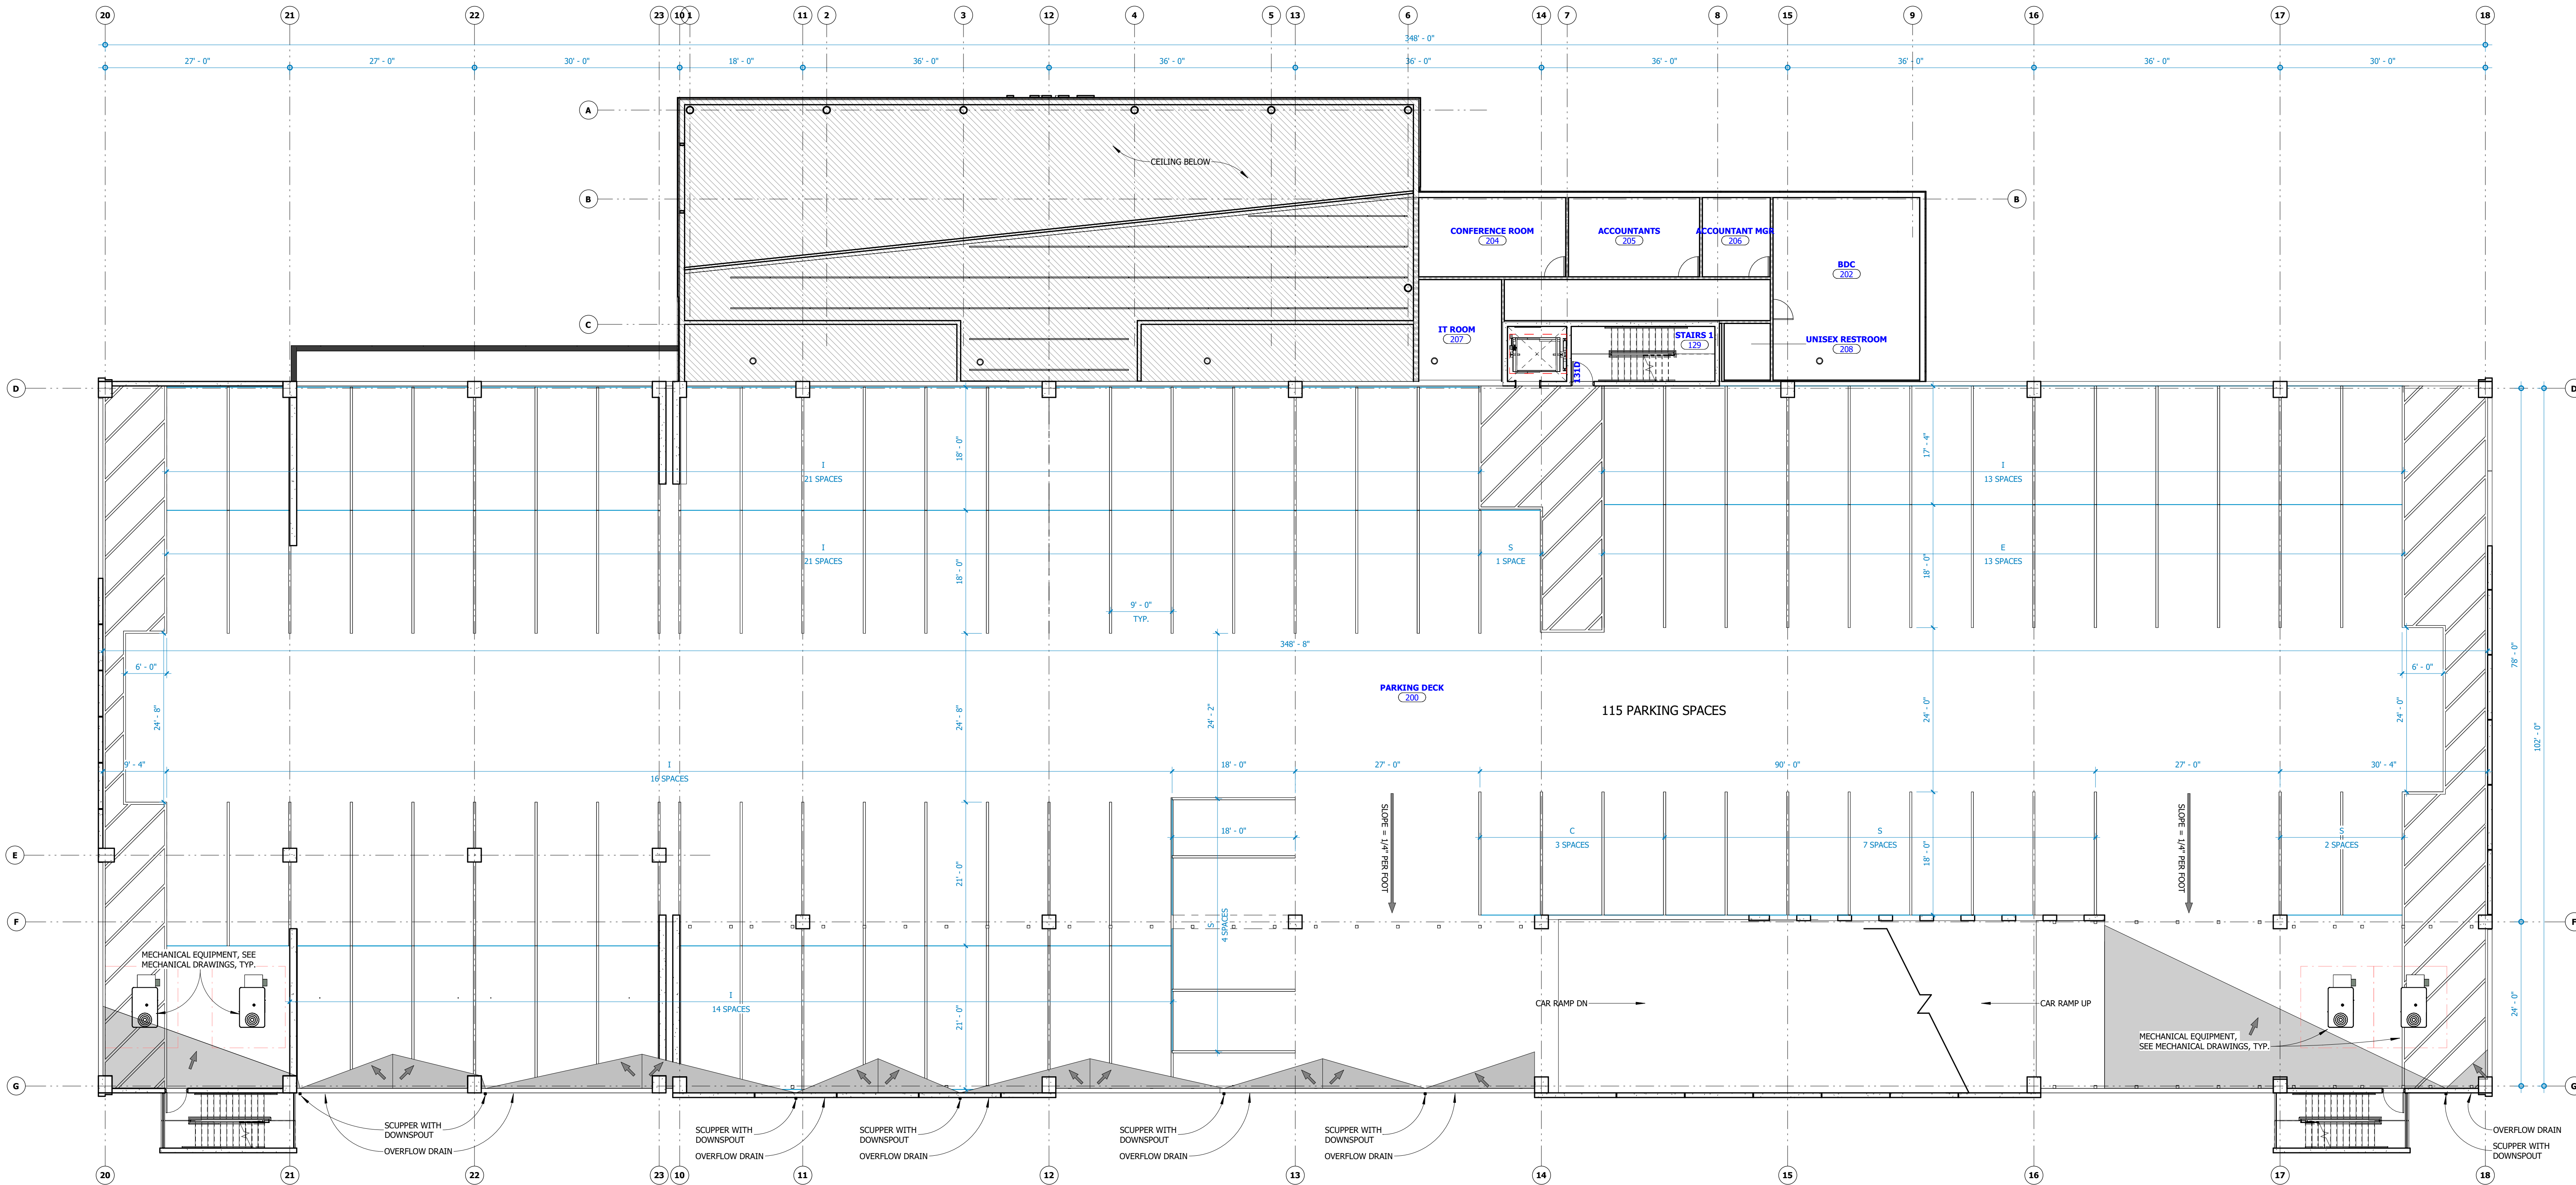 20 21 22 23 10 1 11 2 3 12 4 5 13 6 14 7 8 15 9 16 17 18
348' - 0"
27' - 0" 27' - 0" 30' - 0" 18' - 0" 36' - 0" 36' - 0" 36' - 0" 36' - 0" 36' - 0" 36' - 0" 30' - 0"
A
CEILING BELOW
B B
CONFERENCE ROOM ACCOUNTANTS ACCOUNTANT MGR
204 205 206
BDC
202
C
IT ROOM STAIRS 1 UNISEX RESTROOM
207 129 208
131D
D D
18' - 0" 17' - 4"
I I
21 SPACES 13 SPACES
I S E
21 SPACES 1 SPACE 13 SPACES
18' - 0" 18' - 0"
9' - 0"
TYP.
348' - 8"
78' - 0"
6' - 0" 6' - 0"
PARKING DECK
200
115 PARKING SPACES
24' - 8" 24' - 8" 24' - 2" 24' - 0" 24' - 0"
102' - 0"
9' - 4" I 18' - 0" 27' - 0" 90' - 0" 27' - 0" 30' - 4"
16 SPACES
18' - 0" C S S
3 SPACES 7 SPACES 2 SPACES
SLOPE = 1/4" PER FOOT SLOPE = 1/4" PER FOOT
18' - 0"
E
21' - 0"
F F
S
4 SPACES
MECHANICAL EQUIPMENT, SEE
MECHANICAL DRAWINGS, TYP.
I
14 SPACES
21' - 0"
CAR RAMP DN CAR RAMP UP
24' - 0"
MECHANICAL EQUIPMENT,
SEE MECHANICAL DRAWINGS, TYP.
G G
SCUPPER WITH
DOWNSPOUT
OVERFLOW DRAIN
SCUPPER WITH
DOWNSPOUT
OVERFLOW DRAIN
SCUPPER WITH
DOWNSPOUT
OVERFLOW DRAIN
SCUPPER WITH
DOWNSPOUT
OVERFLOW DRAIN
SCUPPER WITH
DOWNSPOUT
OVERFLOW DRAIN
OVERFLOW DRAIN
SCUPPER WITH
DOWNSPOUT
20 21 22 23 10 11 12 13 14 15 16 17 18